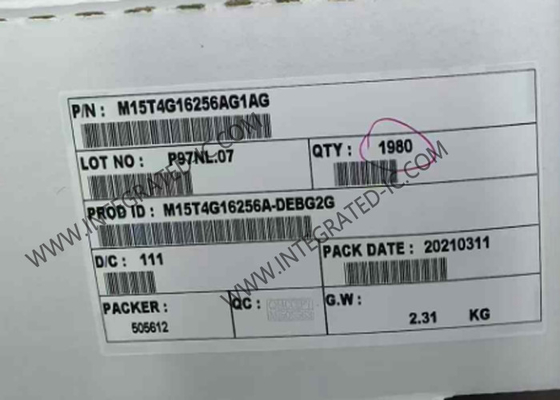 P/N: M15T4G16256AG1AG
LOT NO: P97NL.07
QTY: 1980
PROD ID: M15T4G16256A-DEBG2G
D/C: 111
PACK DATE: 20210311
PACKER:
505612
QC:
G.W:
2.31 KG
WWW.INTEGRATED-IC.COM
WWW.INTEGRATED-IC.COM